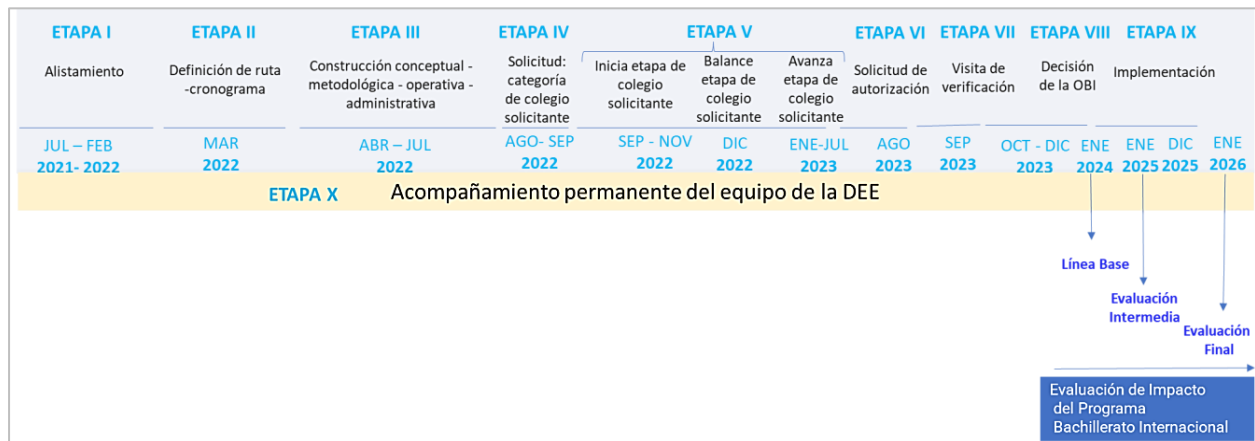 ETAPA I
ETAPA II
ETAPA III
ETAPA IV
ETAPA V
ETAPA VI
ETAPA VII
ETAPA VIII
ETAPA IX
Alistamiento
Definición de ruta
-cronograma
Construcción conceptual -
metodológica - operativa -
administrativa
Solicitud:
categoría
de colegio
solicitante
Inicia etapa de
colegio
solicitante
Balance
etapa de
colegio
solicitante
Avanza
etapa de
colegio
solicitante
Solicitud de
autorización
Visita de
verificación
Decisión
de la OBI
Implementación
JUL – FEB
2021- 2022
MAR
2022
ABR – JUL
2022
AGO- SEP
2022
SEP - NOV
2022
DIC
2022
ENE-JUL
2023
AGO
2023
SEP
2023
OCT - DIC
2023
ENE
2024
ENE
2025
DIC
2025
ENE
2026
ETAPA X
Acompañamiento permanente del equipo de la DEE
Línea Base
Evaluación
Intermedia
Evaluación
Final
Evaluación de Impacto
del Programa
Bachillerato Internacional